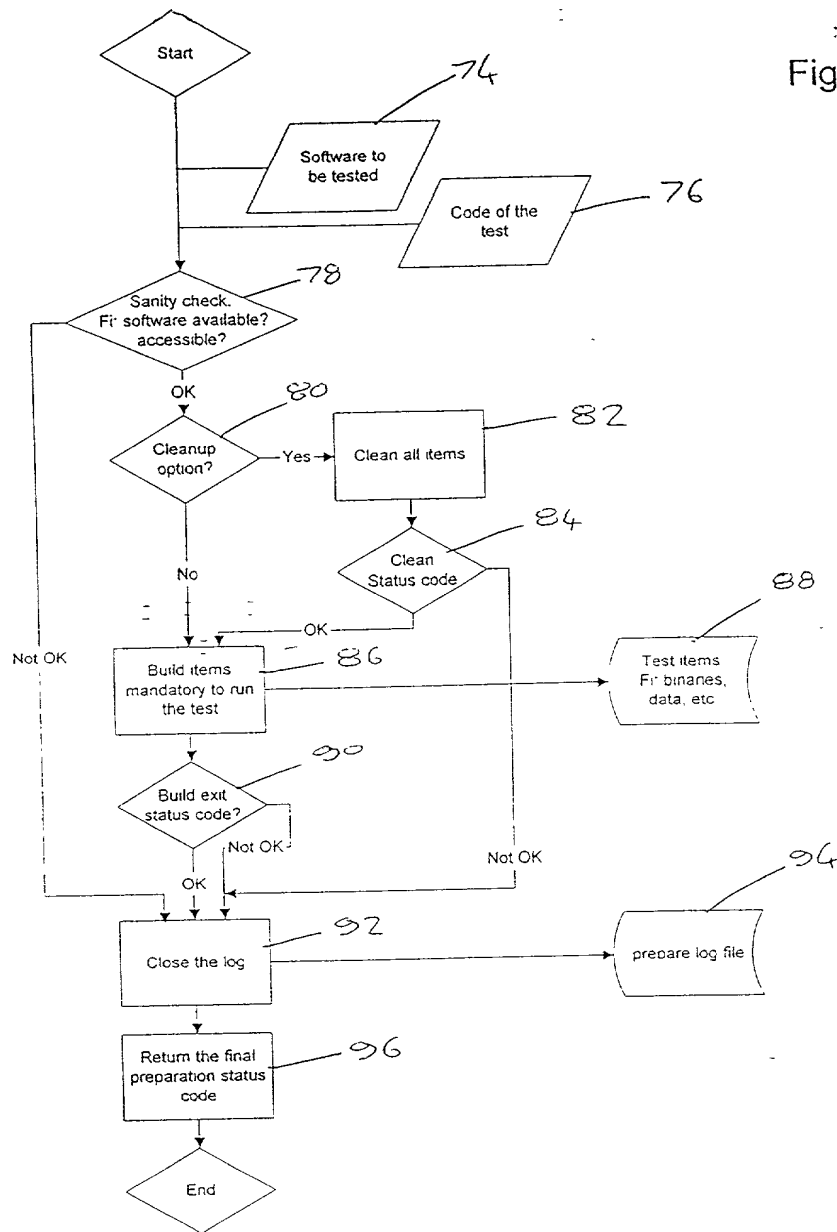 Fig
Start
74
Software to
be tested
76
Code of the
test
78
Sanity check.
Fi· software available?
accessible?
OK
80
Cleanup
option?
Yes
82
Clean all items
84
Clean
Status code
No
OK
Not OK
86
Build items
mandatory to run
the test
88
Test items
Fi· binaries,
data, etc
90
Build exit
status code?
Not OK
OK
Not OK
92
Close the log
94
prepare log file
96
Return the final
preparation status
code
End